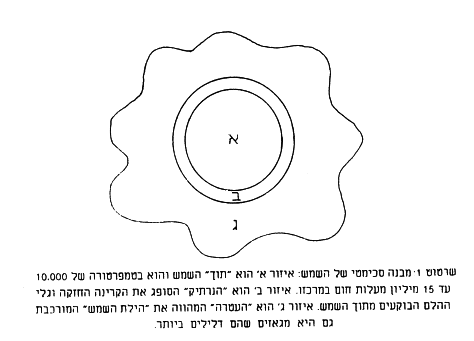 א
ב
ג
שרטוט 1׃ מבנה סכימטי של השמש: איזור א׳ הוא ״תוך״ השמש והוא בטמפרטורה של 10.000
עד 15 מיליון מעלות חום במרכזו. איזור ב׳ הוא ״הנרתיק״ הסופג את הקרינה החזקה וגלי
ההלם הבוקעים מתוך השמש. איזור ג׳ הוא ״העטרה״ המהווה את ״הילת השמש״ המורכבת
גם היא מגאזים שהם דלילים ביותר.